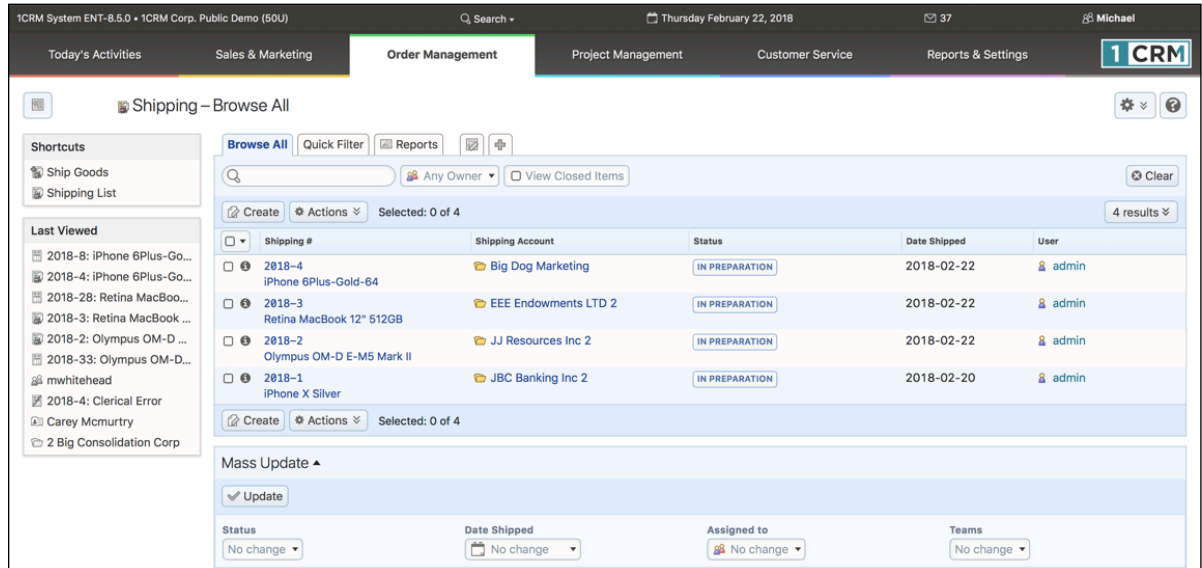 1CRM System ENT-8.5.0 • 1CRM Corp. Public Demo (50U) Search Thursday February 22, 2018 37 Michael
Today's Activities Sales & Marketing Order Management Project Management Customer Service Reports & Settings 1 CRM
Shipping – Browse All
Shortcuts
Ship Goods
Shipping List
Last Viewed
2018-8: iPhone 6Plus-Go...
2018-4: iPhone 6Plus-Go...
2018-28: Retina MacBoo...
2018-3: Retina MacBook ...
2018-2: Olympus OM-D ...
2018-33: Olympus OM-D...
mwhitehead
2018-4: Clerical Error
Carey Mcmurtry
2 Big Consolidation Corp
Browse All Quick Filter Reports
Any Owner View Closed Items Clear
Create Actions Selected: 0 of 4 4 results
Shipping # Shipping Account Status Date Shipped User
2018-4 Big Dog Marketing IN PREPARATION 2018-02-22 admin
iPhone 6Plus-Gold-64
2018-3 EEE Endowments LTD 2 IN PREPARATION 2018-02-22 admin
Retina MacBook 12" 512GB
2018-2 JJ Resources Inc 2 IN PREPARATION 2018-02-22 admin
Olympus OM-D E-M5 Mark II
2018-1 JBC Banking Inc 2 IN PREPARATION 2018-02-20 admin
iPhone X Silver
Create Actions Selected: 0 of 4
Mass Update
Update
Status Date Shipped Assigned to Teams
No change No change No change No change